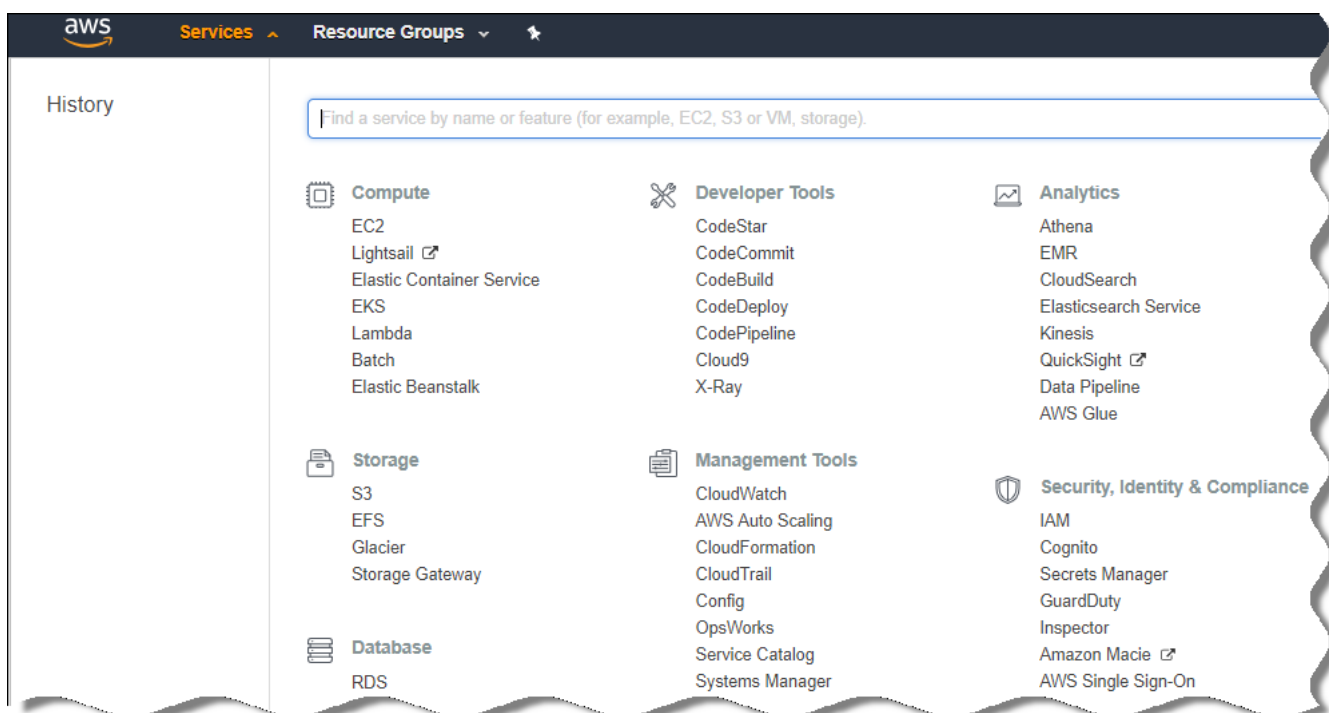 aws Services Resource Groups
History
Find a service by name or feature (for example, EC2, S3 or VM, storage).
Compute
EC2
Lightsail
Elastic Container Service
EKS
Lambda
Batch
Elastic Beanstalk
Storage
S3
EFS
Glacier
Storage Gateway
Database
RDS
Developer Tools
CodeStar
CodeCommit
CodeBuild
CodeDeploy
CodePipeline
Cloud9
X-Ray
Management Tools
CloudWatch
AWS Auto Scaling
CloudFormation
CloudTrail
Config
OpsWorks
Service Catalog
Systems Manager
Analytics
Athena
EMR
CloudSearch
Elasticsearch Service
Kinesis
QuickSight
Data Pipeline
AWS Glue
Security, Identity & Compliance
IAM
Cognito
Secrets Manager
GuardDuty
Inspector
Amazon Macie
AWS Single Sign-On